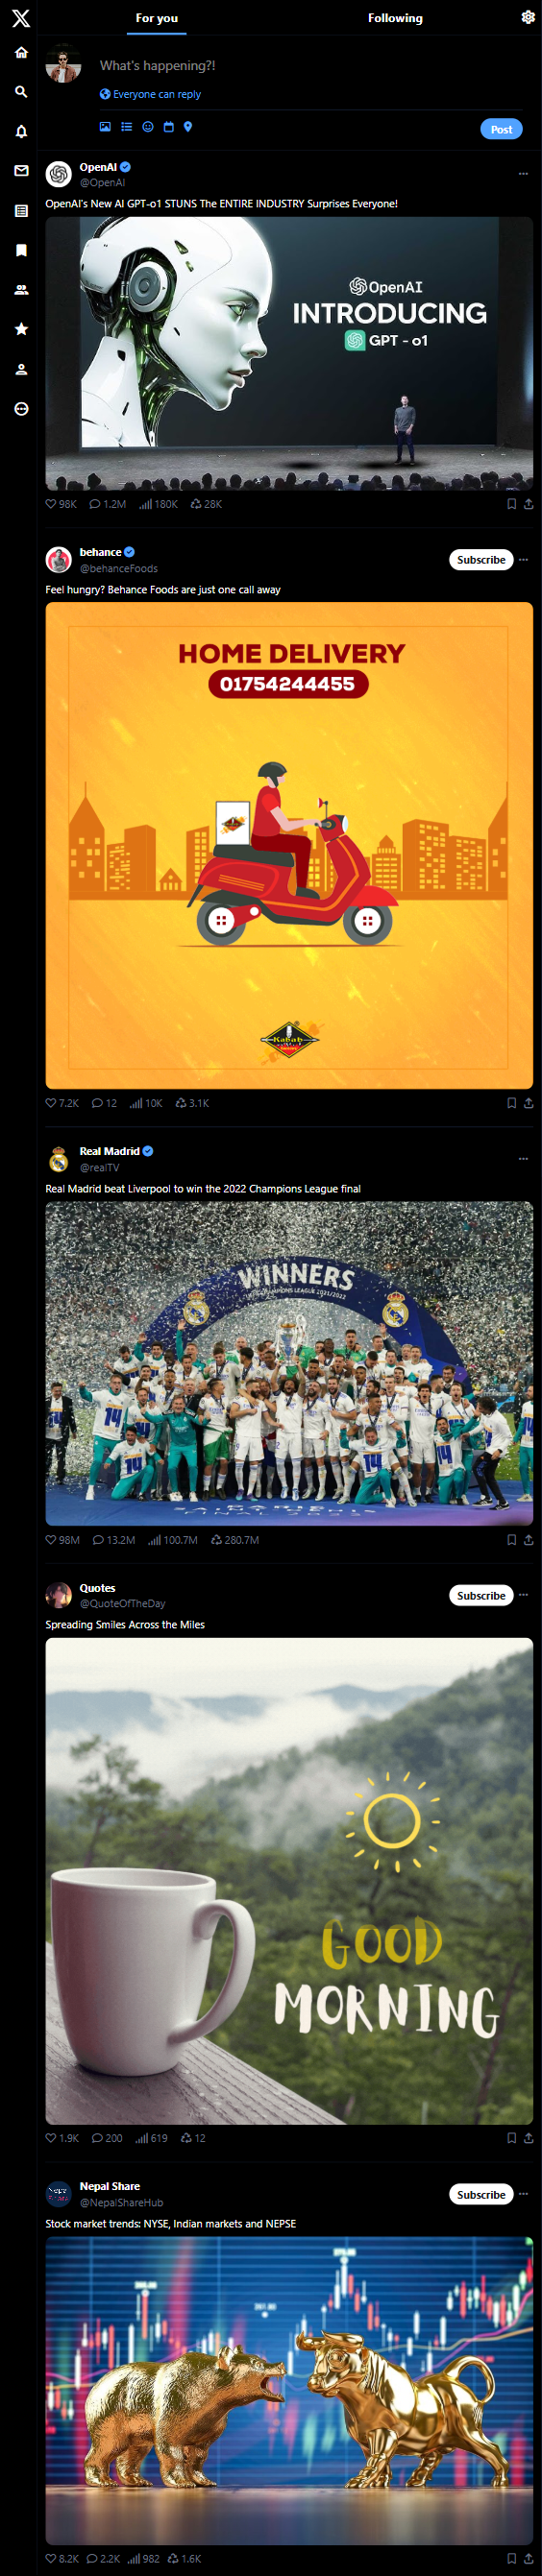 For you
Following
What's happening?!
Everyone can reply
Post
OpenAI
@OpenAI
OpenAI's New AI GPT-o1 STUNS The ENTIRE INDUSTRY Surprises Everyone!
OpenAI
INTRODUCING
GPT - o1
98K 1.2M 180K 28K
behance
@behanceFoods
Subscribe
Feel hungry? Behance Foods are just one call away
HOME DELIVERY
01754244455
7.2K 12 10K 3.1K
Real Madrid
@realTV
Real Madrid beat Liverpool to win the 2022 Champions League final
WINNERS
CHAMPIONS LEAGUE 2021/2022
14
14
14
14
98M 13.2M 100.7M 280.7M
Quotes
@QuoteOfTheDay
Subscribe
Spreading Smiles Across the Miles
GOOD
MORNING
1.9K 200 619 12
Nepal Share
@NepalShareHub
Subscribe
Stock market trends: NYSE, Indian markets and NEPSE
8.2K 2.2K 982 1.6K